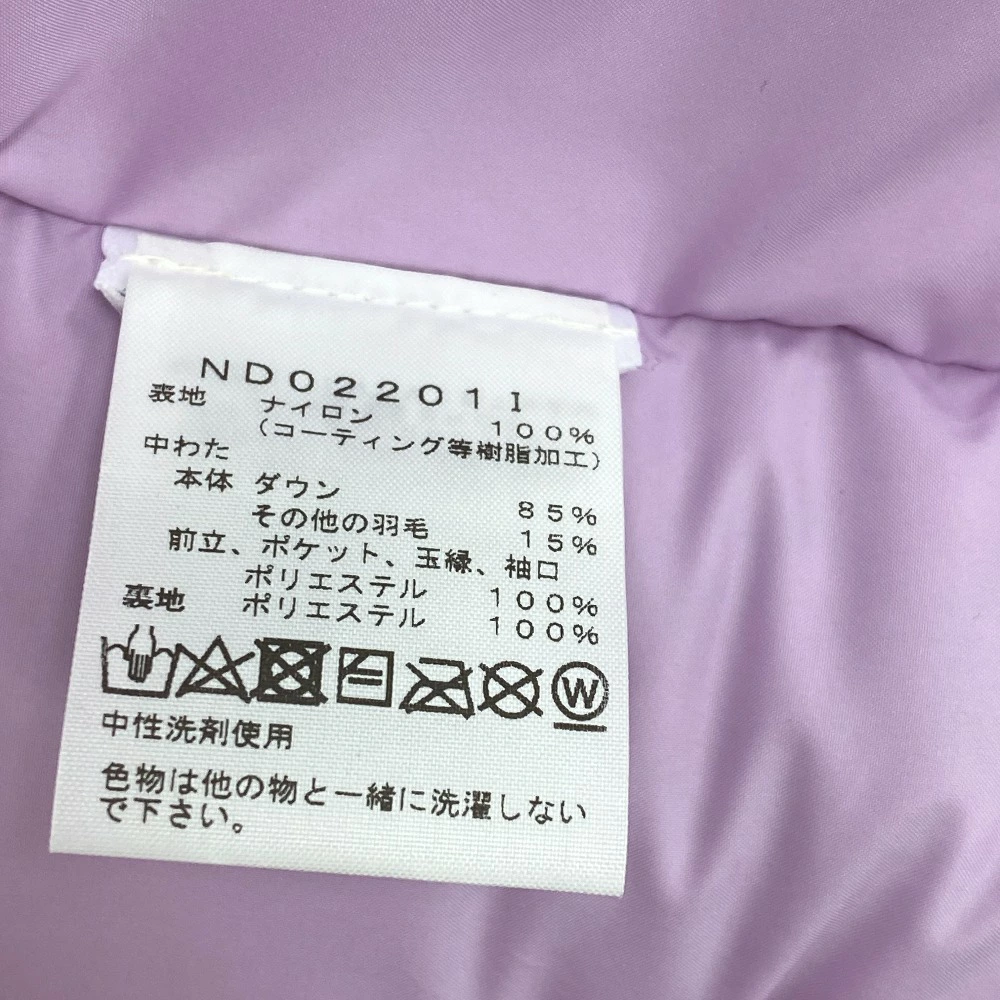 ND02201I
表地 ナイロン 100%
(コーティング等樹脂加工)
中わた
本体 ダウン 85%
その他の羽毛 15%
前立、ポケット、玉縁、袖口
ポリエステル 100%
裏地 ポリエステル 100%
W
中性洗剤使用
色物は他の物と一緒に洗濯しない
で下さい。